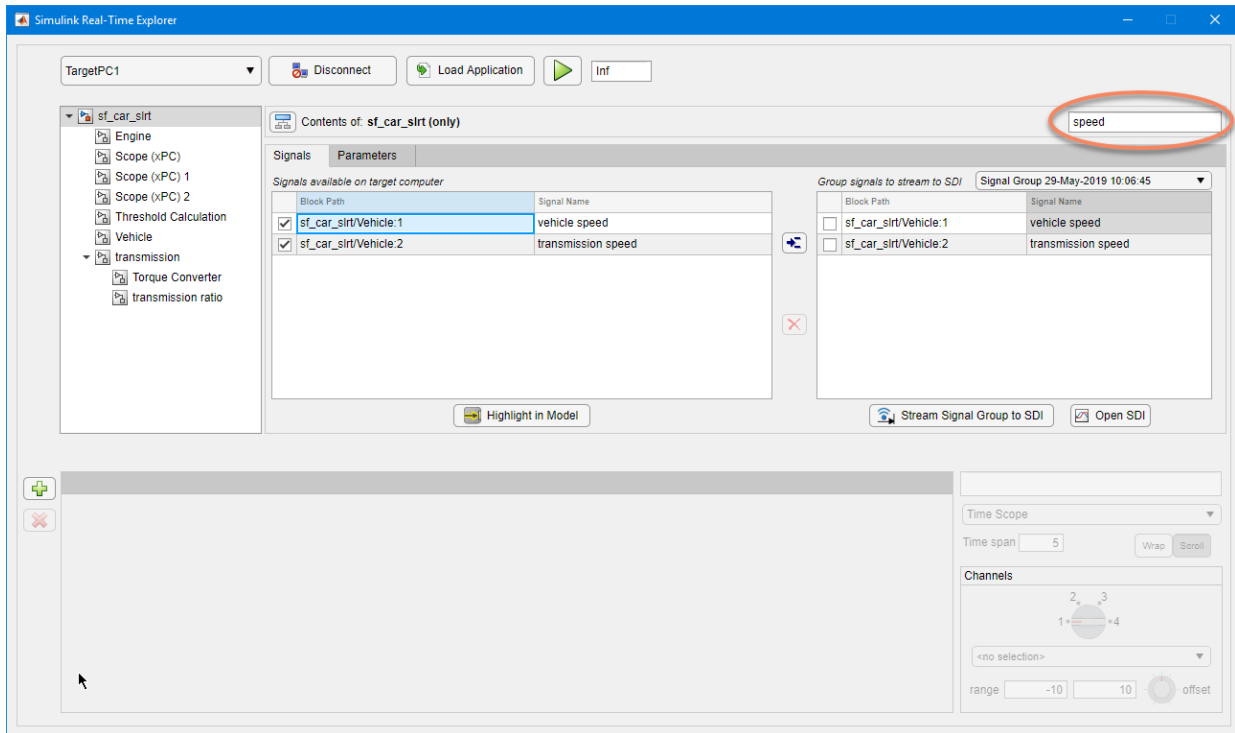 Simulink Real-Time Explorer
TargetPC1 Disconnect Load Application Inf
sf_car_slrt
Engine
Scope (xPC)
Scope (xPC) 1
Scope (xPC) 2
Threshold Calculation
Vehicle
transmission
Torque Converter
transmission ratio
Contents of: sf_car_slrt (only) speed
Signals Parameters
Signals available on target computer
Block Path Signal Name
sf_car_slrt/Vehicle:1 vehicle speed
sf_car_slrt/Vehicle:2 transmission speed
Highlight in Model
Group signals to stream to SDI Signal Group 29-May-2019 10:06:45
Block Path Signal Name
sf_car_slrt/Vehicle:1 vehicle speed
sf_car_slrt/Vehicle:2 transmission speed
Stream Signal Group to SDI Open SDI
Time Scope
Time span 5 Wrap Scroll
Channels
2 3
1 4
<no selection>
range -10 10 offset